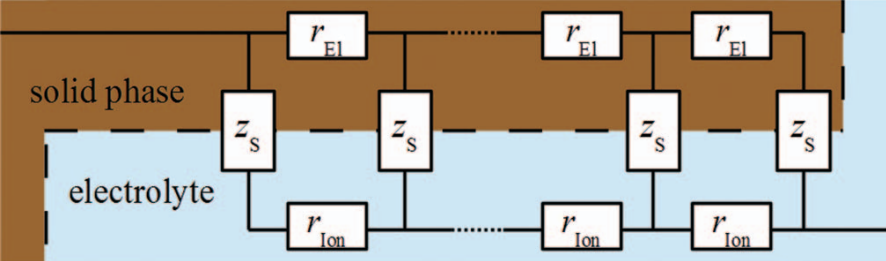 r_El r_El r_El
solid phase
z_S z_S z_S z_S
electrolyte
r_Ion r_Ion r_Ion